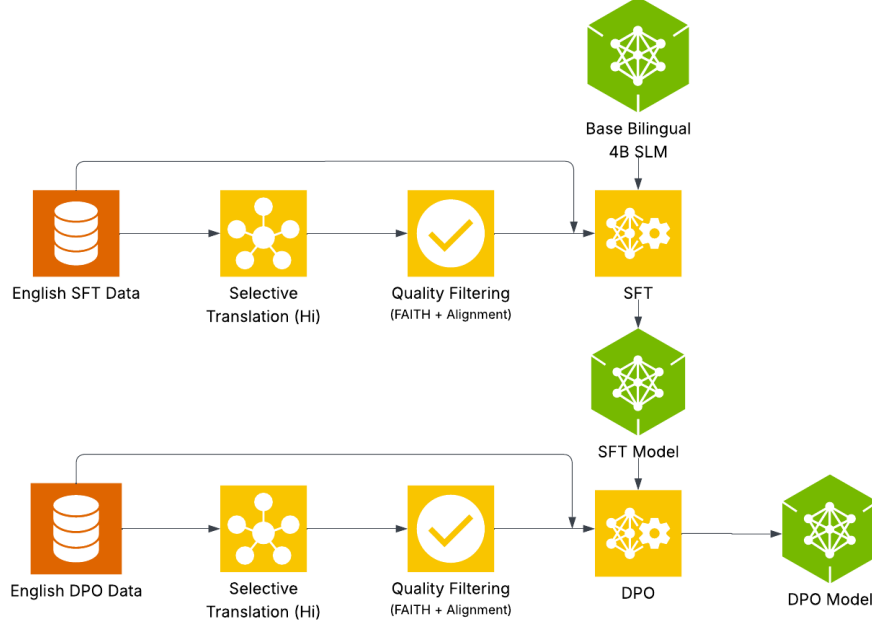 Base Bilingual
4B SLM
English SFT Data
Selective
Translation (Hi)
Quality Filtering
(FAITH + Alignment)
SFT
SFT Model
English DPO Data
Selective
Translation (Hi)
Quality Filtering
(FAITH + Alignment)
DPO
DPO Model